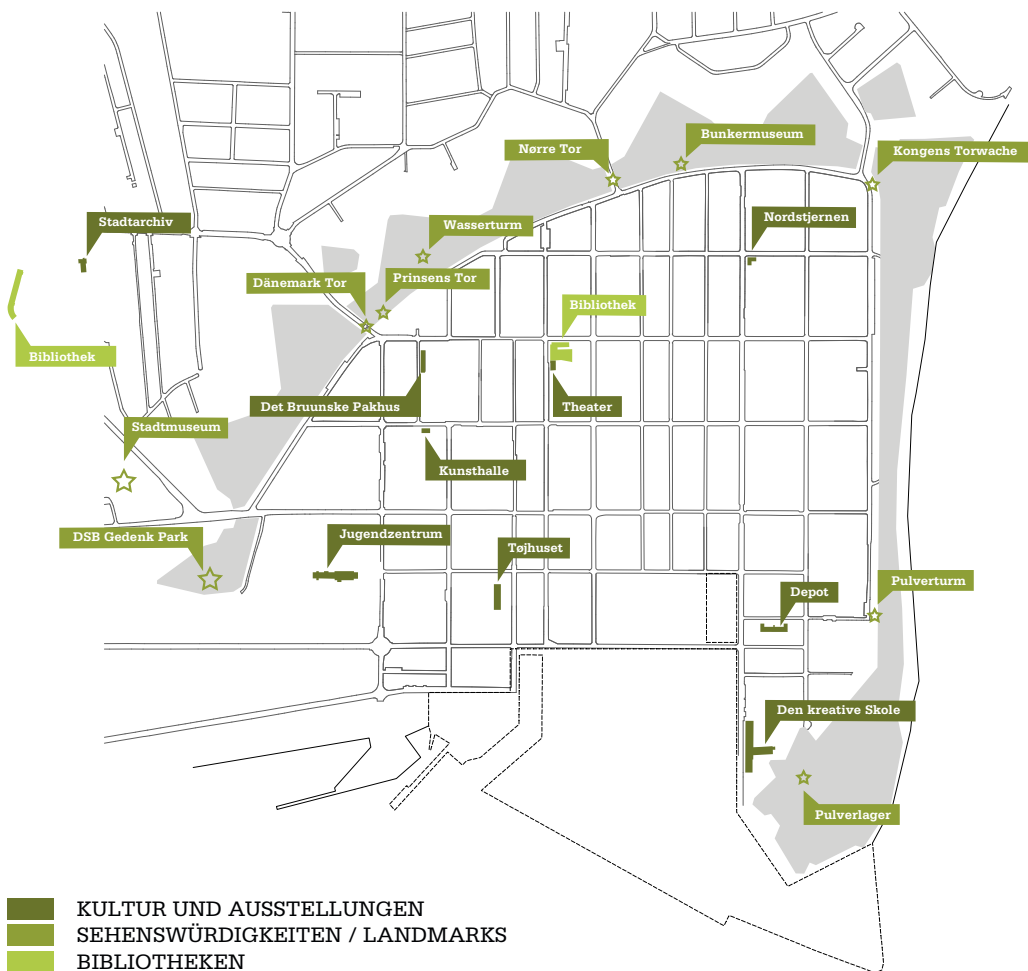 Bunkermuseum
Nørre Tor
Kongens Torwache
Stadtarchiv
Nordstjernen
Wasserturm
Dänemark Tor
Prinsens Tor
Bibliothek
Bibliothek
Det Bruunske Pakhus
Theater
Stadtmuseum
Kunsthalle
DSB Gedenk Park
Jugendzentrum
Tøjhuset
Pulverturm
Depot
Den kreative Skole
Pulverlager
KULTUR UND AUSSTELLUNGEN
SEHENSWÜRDIGKEITEN / LANDMARKS
BIBLIOTHEKEN